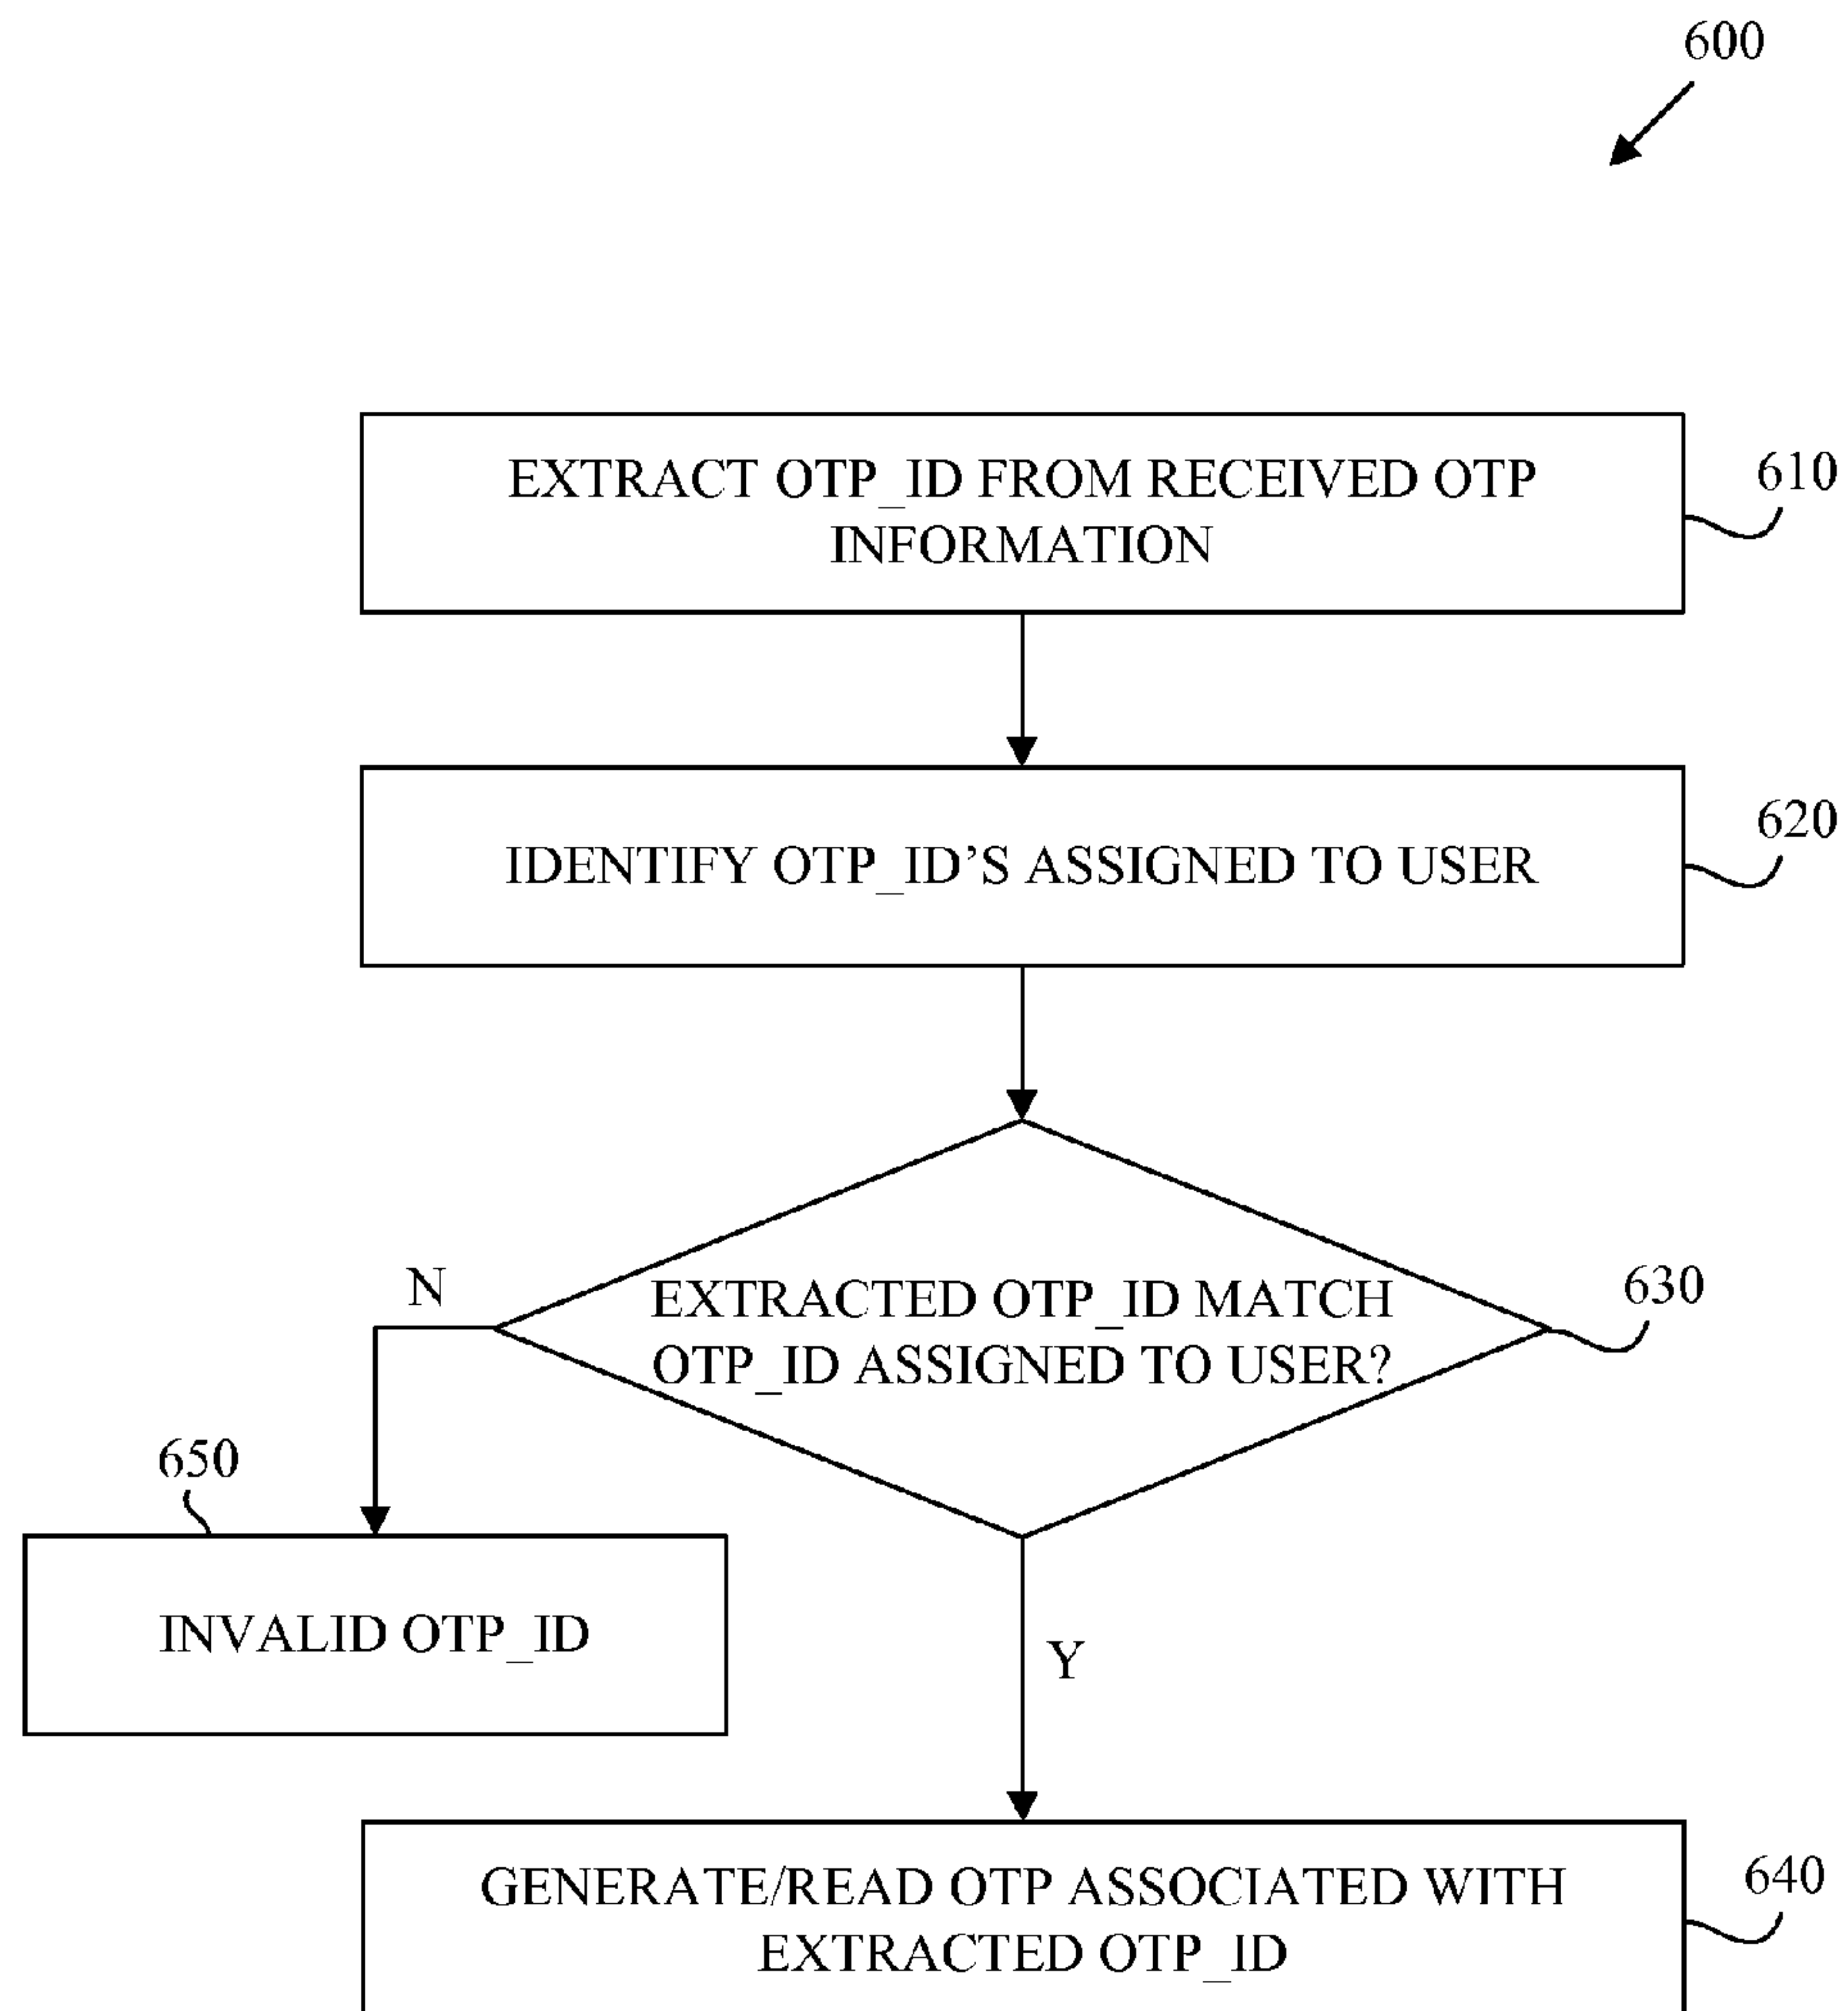 600
EXTRACT OTP_ID FROM RECEIVED OTP
INFORMATION
610
IDENTIFY OTP_ID'S ASSIGNED TO USER
620
EXTRACTED OTP_ID MATCH
OTP_ID ASSIGNED TO USER?
630
N
650
INVALID OTP_ID
Y
GENERATE/READ OTP ASSOCIATED WITH
EXTRACTED OTP_ID
640